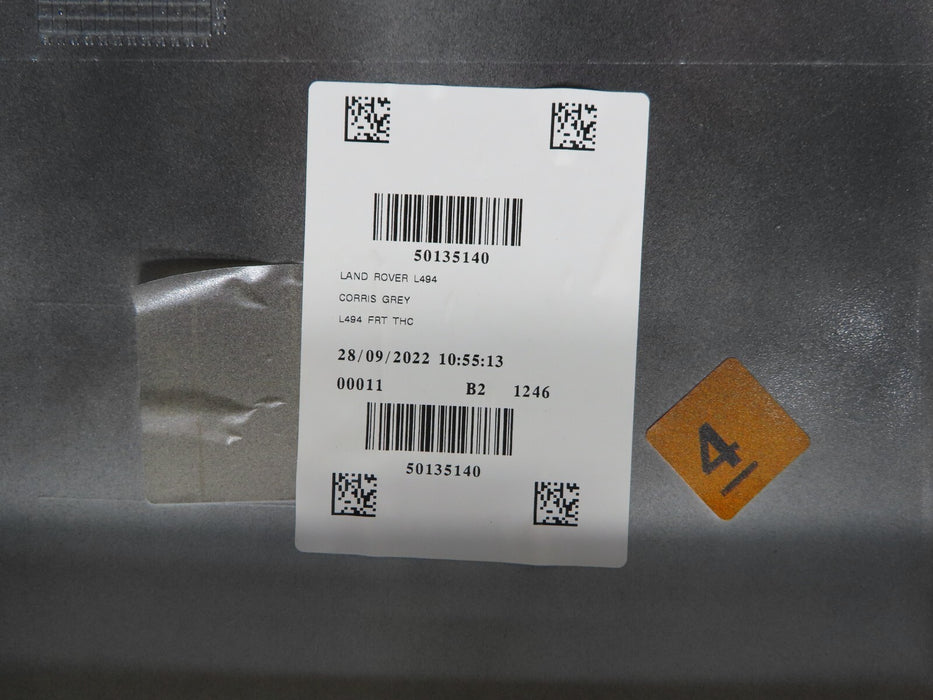 50135140
LAND ROVER L494
CORRIS GREY
L494 FRT THC
28/09/2022 10:55:13
00011 B2 1246
50135140
4